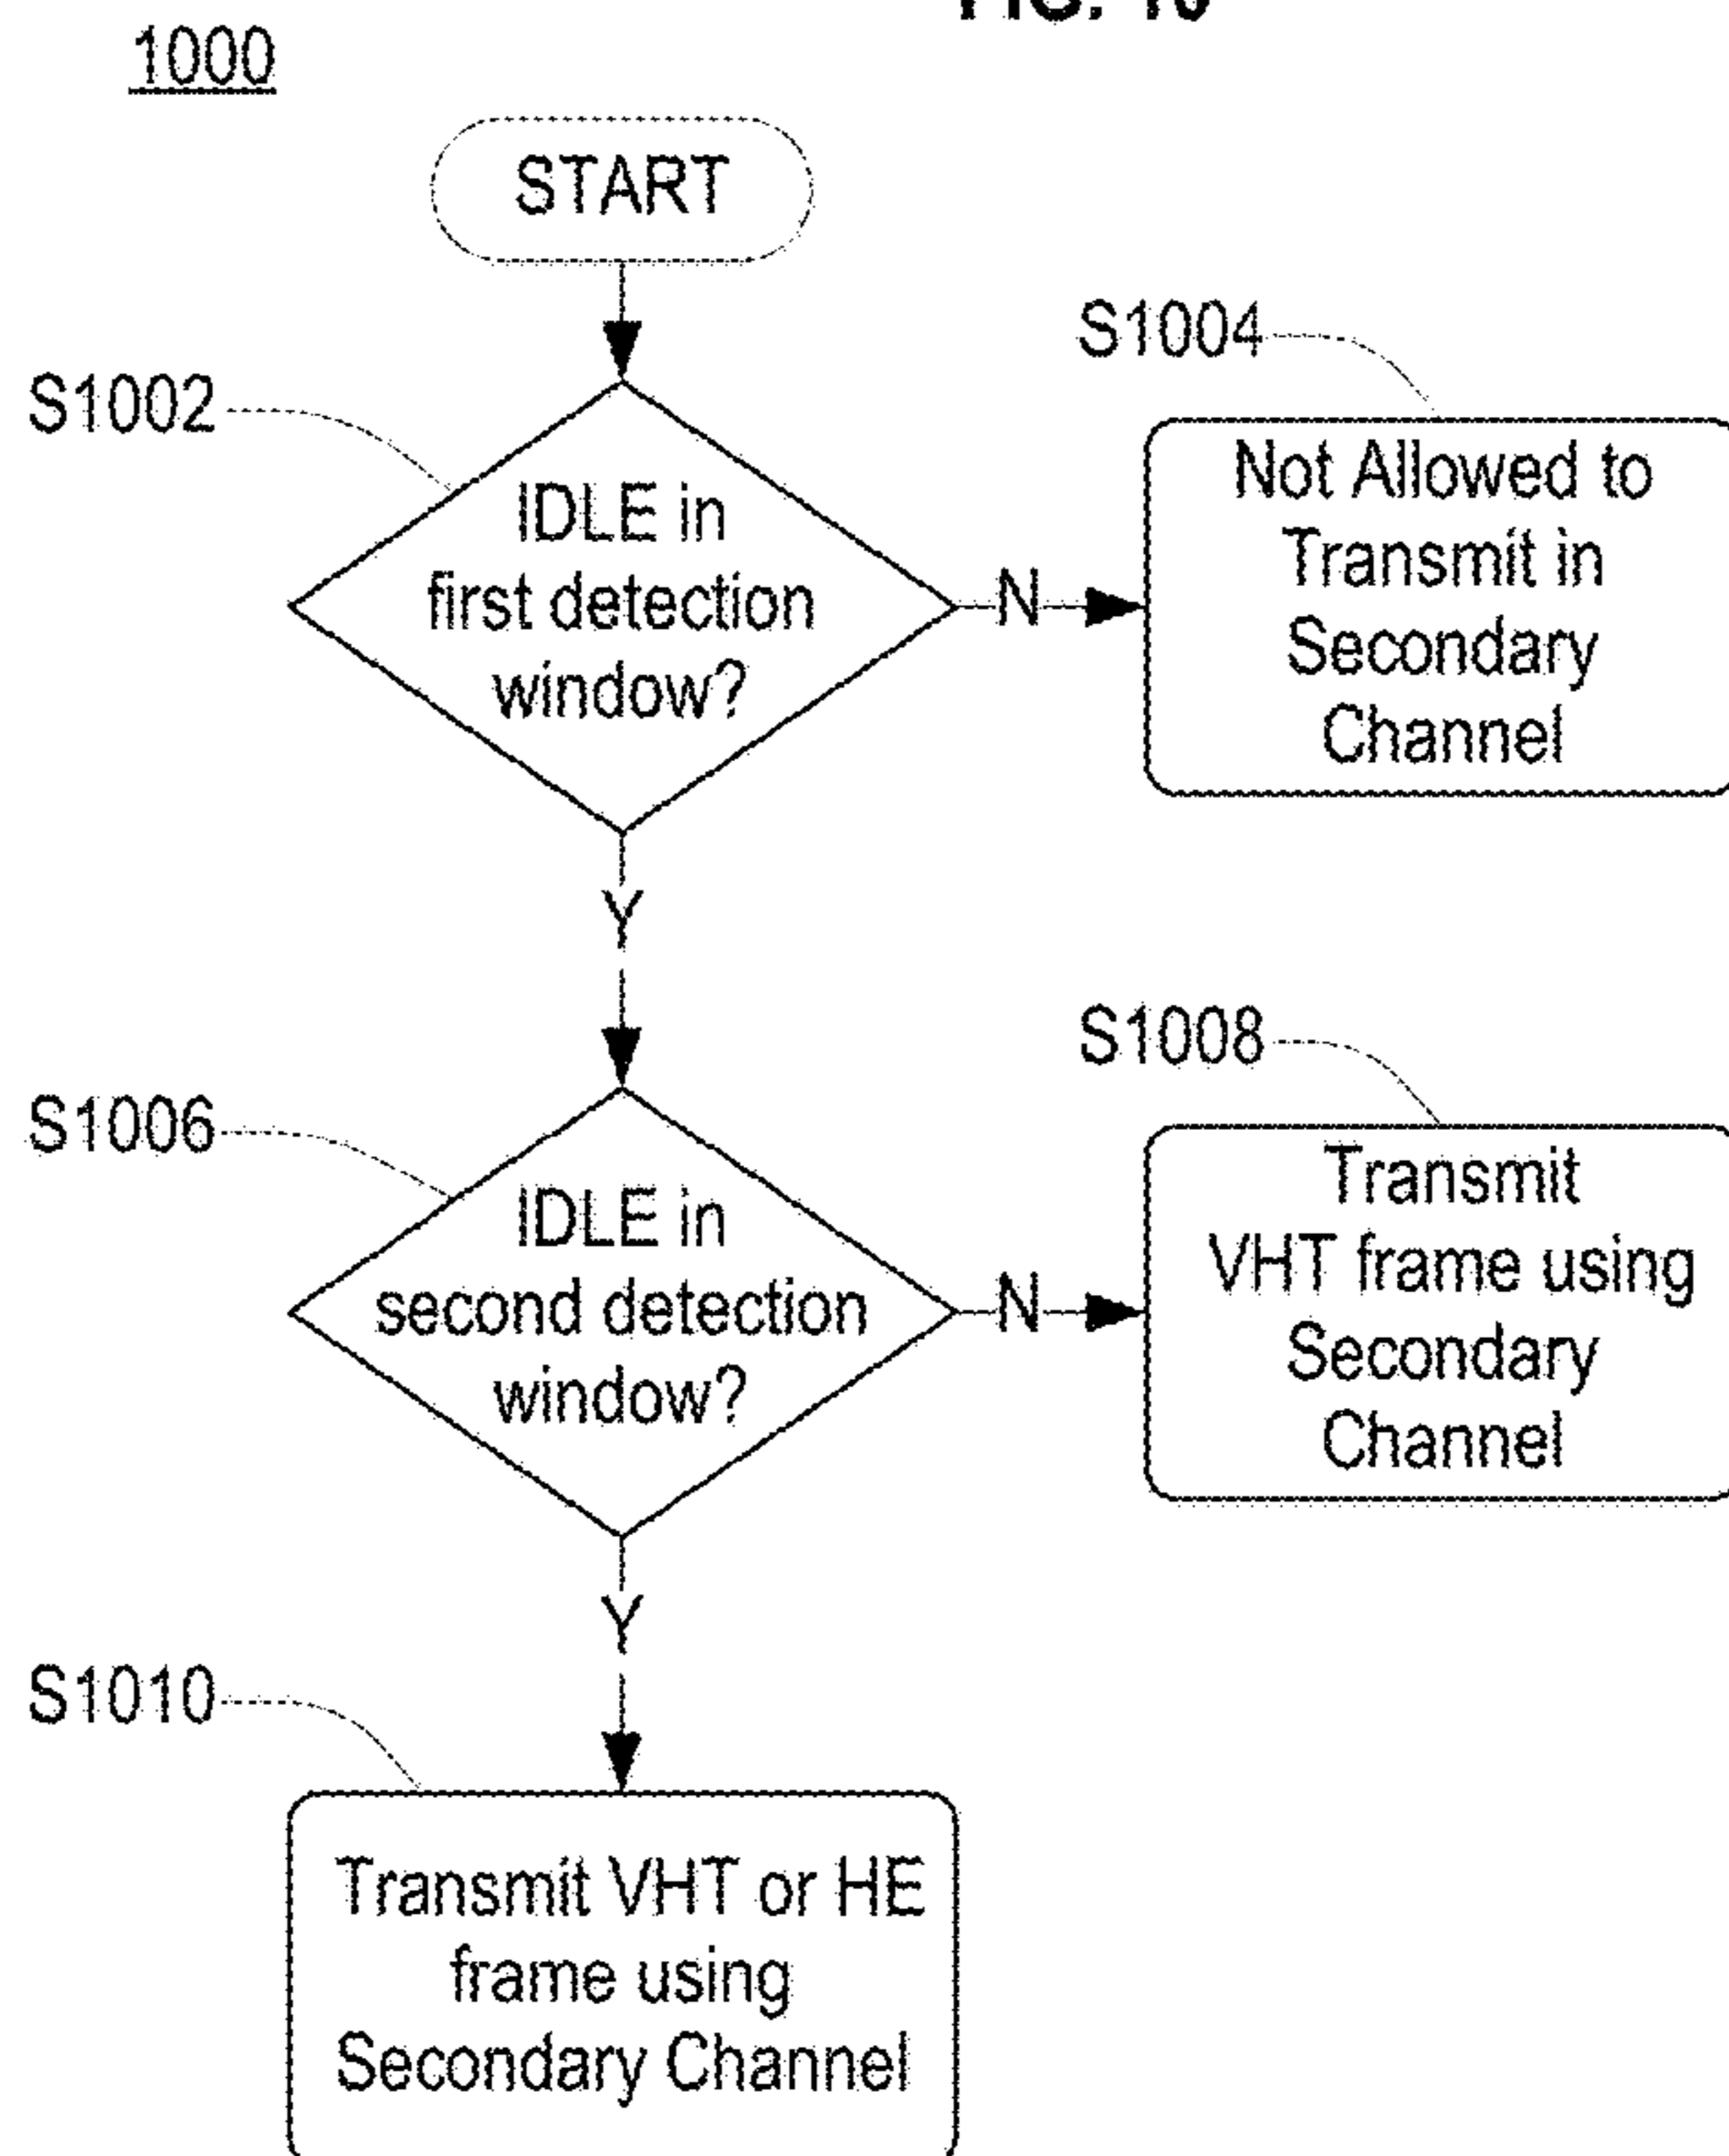 FIG. 10
1000
START
S1002
IDLE in
first detection
window?
N
S1004
Not Allowed to
Transmit in
Secondary
Channel
Y
S1006
IDLE in
second detection
window?
N
S1008
Transmit
VHT frame using
Secondary
Channel
Y
S1010
Transmit VHT or HE
frame using
Secondary Channel